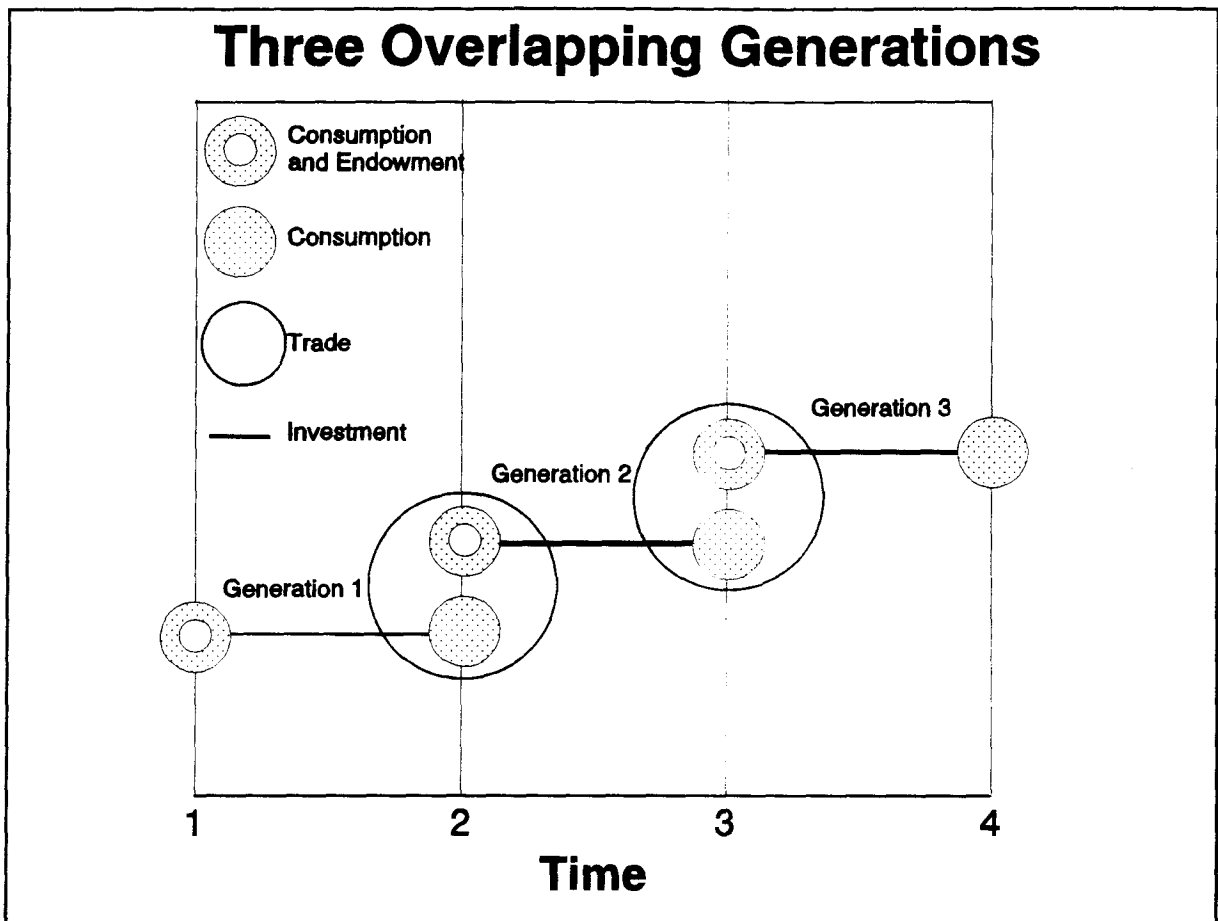 Three Overlapping Generations
Consumption
and Endowment
Consumption
Trade
Investment
Generation 3
Generation 2
Generation 1
1 2 3 4
Time